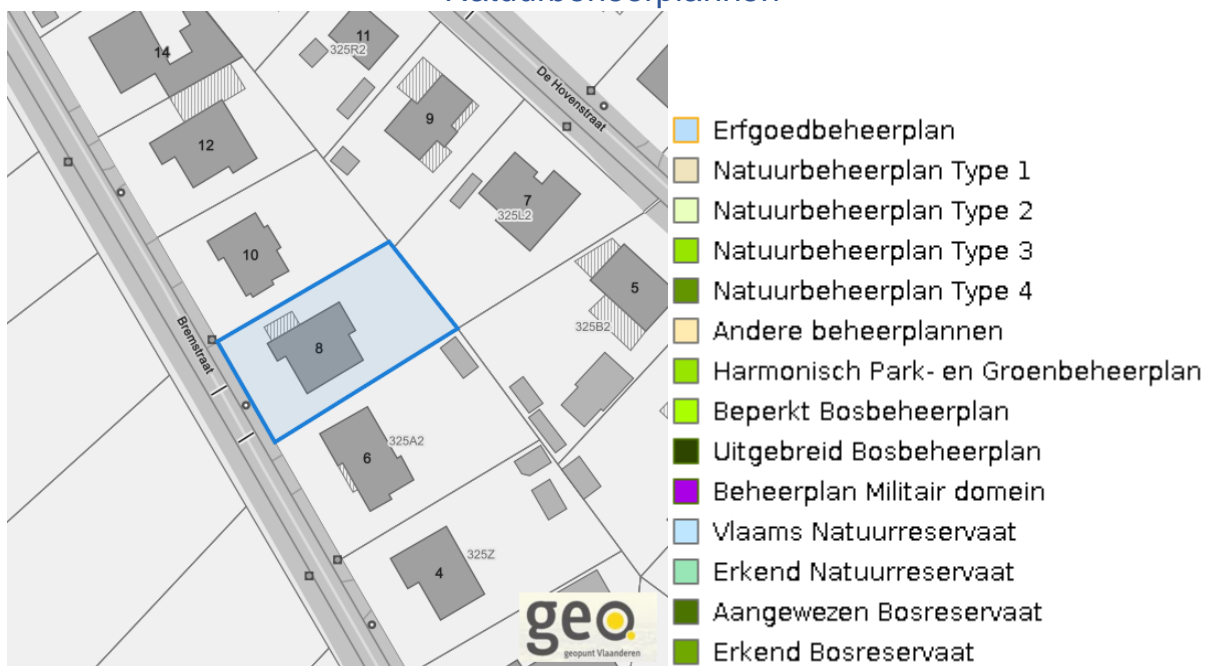 Natuurbeheerplannen
14
11
325R2
De Hovenstraat
9
12
7
325L2
10
5
325B2
Bremstraat
8
325A2
6
325Z
4
geo
geopunt Vlaanderen
Erfgoedbeheerplan
Natuurbeheerplan Type 1
Natuurbeheerplan Type 2
Natuurbeheerplan Type 3
Natuurbeheerplan Type 4
Andere beheerplannen
Harmonisch Park- en Groenbeheerplan
Beperkt Bosbeheerplan
Uitgebreid Bosbeheerplan
Beheerplan Militair domein
Vlaams Natuurreservaat
Erkend Natuurreservaat
Aangewezen Bosreservaat
Erkend Bosreservaat